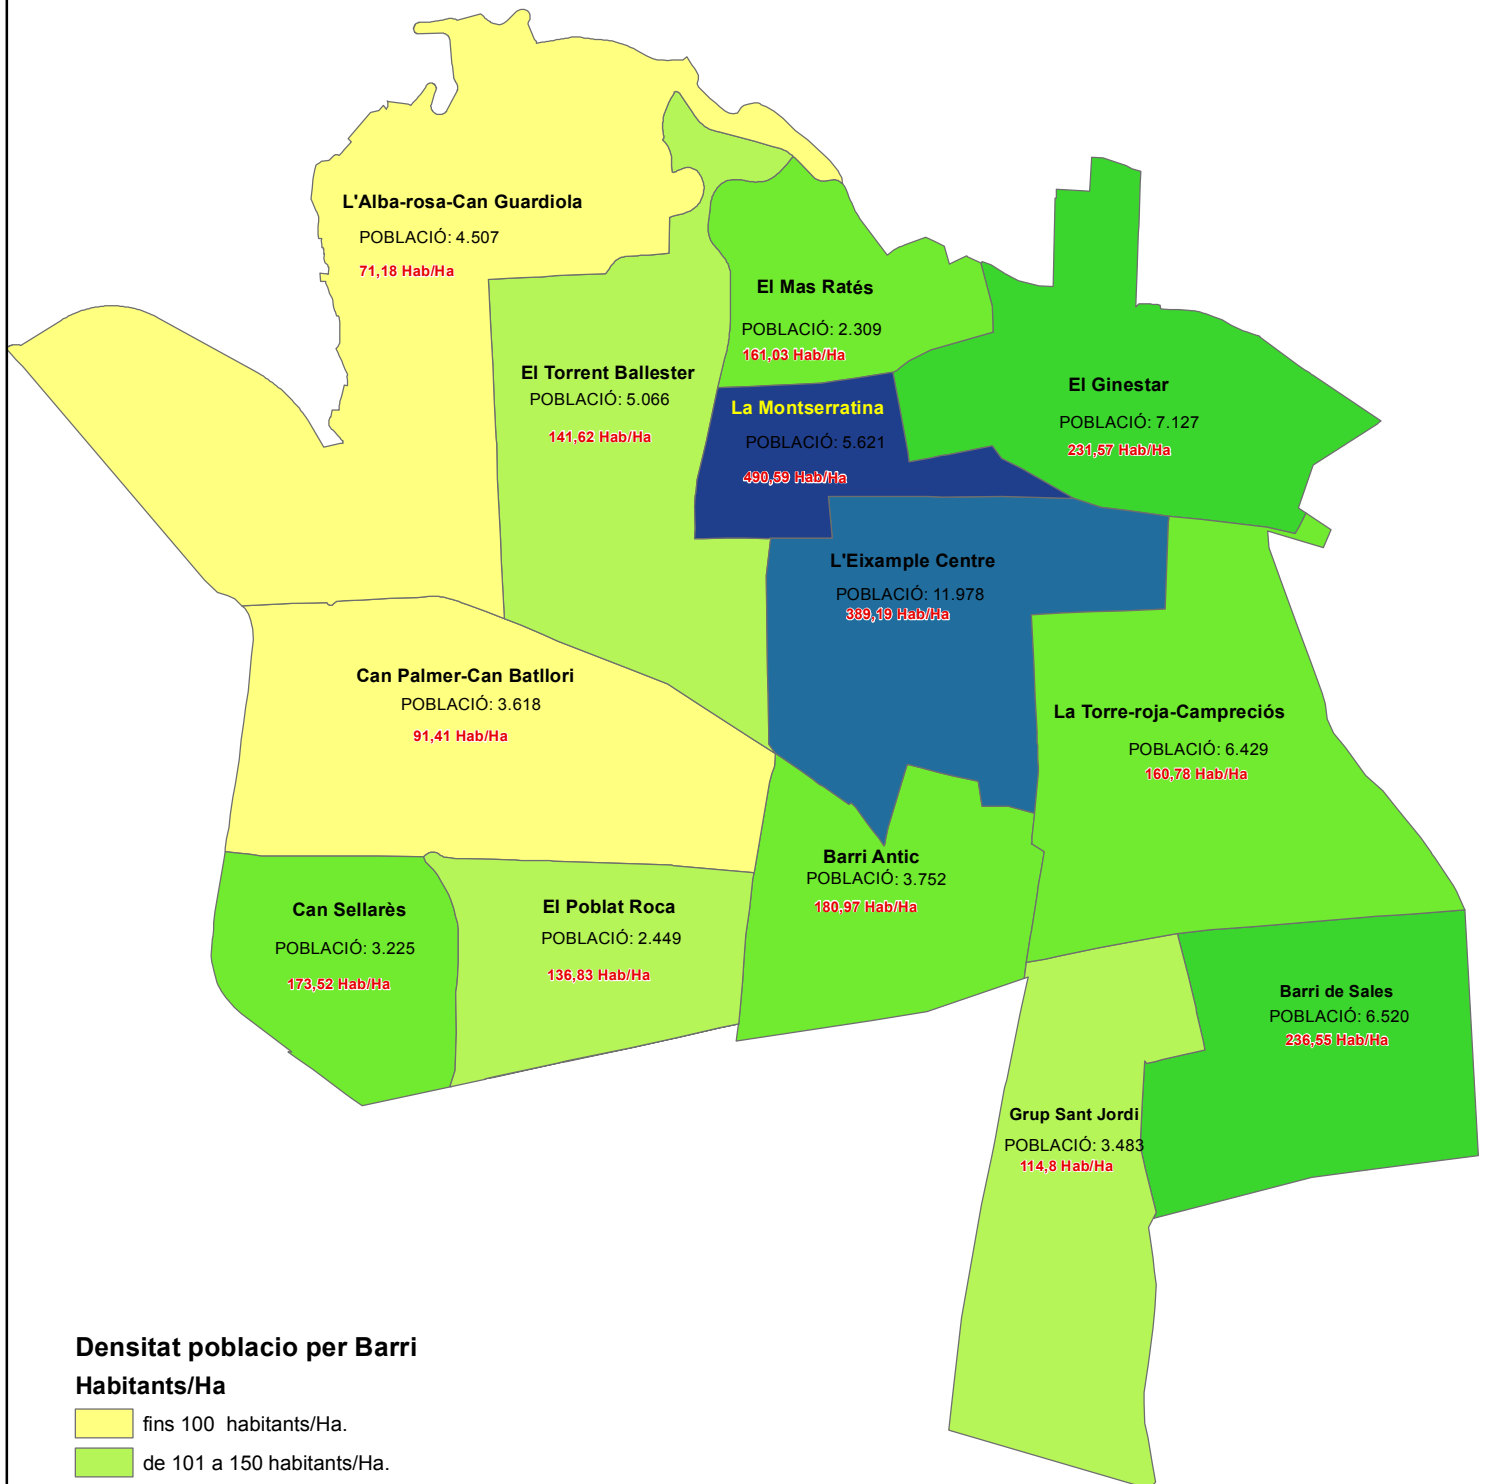 L'Alba-rosa-Can Guardiola
POBLACIÓ: 4.507
71,18 Hab/Ha
El Mas Ratés
POBLACIÓ: 2.309
161,03 Hab/Ha
El Torrent Ballester
POBLACIÓ: 5.066
141,62 Hab/Ha
La Montserratina
POBLACIÓ: 5.621
490,59 Hab/Ha
El Ginestar
POBLACIÓ: 7.127
231,57 Hab/Ha
L'Eixample Centre
POBLACIÓ: 11.978
389,19 Hab/Ha
Can Palmer-Can Batllori
POBLACIÓ: 3.618
91,41 Hab/Ha
La Torre-roja-Campreciós
POBLACIÓ: 6.429
160,78 Hab/Ha
Barri Antic
POBLACIÓ: 3.752
180,97 Hab/Ha
Can Sellarès
POBLACIÓ: 3.225
173,52 Hab/Ha
El Poblat Roca
POBLACIÓ: 2.449
136,83 Hab/Ha
Barri de Sales
POBLACIÓ: 6.520
236,55 Hab/Ha
Grup Sant Jordi
POBLACIÓ: 3.483
114,8 Hab/Ha
Densitat poblacio per Barri
Habitants/Ha
fins 100 habitants/Ha.
de 101 a 150 habitants/Ha.